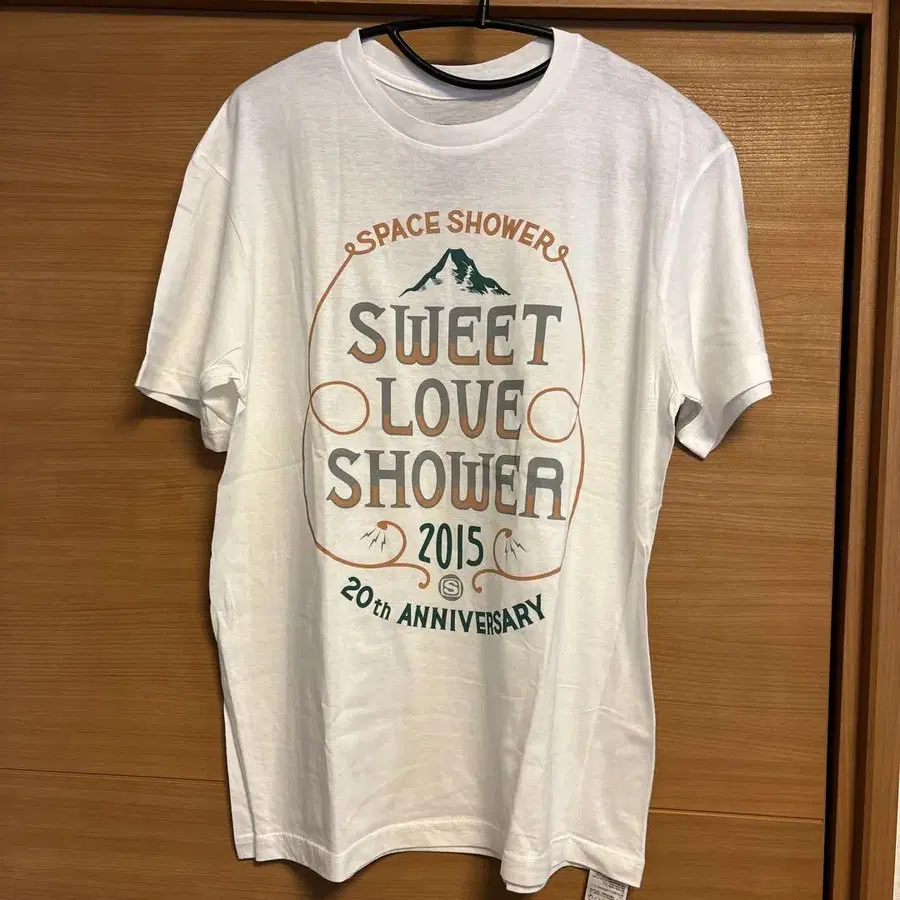 SPACE SHOWER
SWEET
LOVE
SHOWER
2015
S
20th ANNIVERSARY